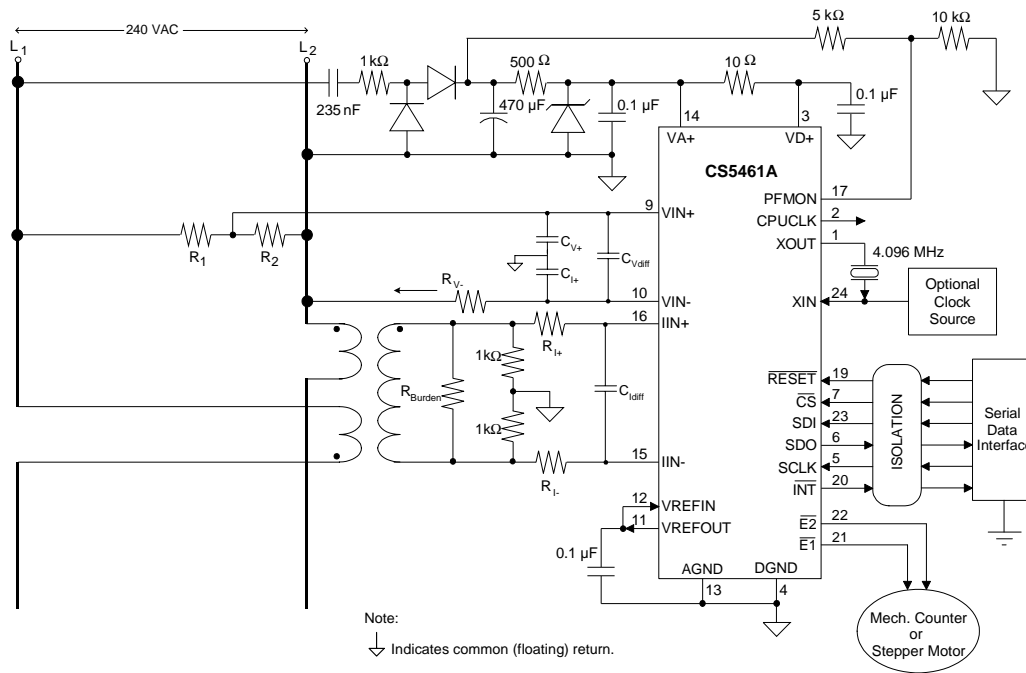 240 VAC
L1
L2
5 kΩ
10 kΩ
1kΩ
500 Ω
10 Ω
235 nF
470 µF
0.1 µF
0.1 µF
14
3
VA+
VD+
CS5461A
9
VIN+
PFMON
17
CPUCLK
2
XOUT
1
4.096 MHz
R1
R2
CV+
CI+
CVdiff
RV-
10
VIN-
XIN
24
Optional
Clock
Source
16
IIN+
RI+
1kΩ
RBurden
CIdiff
1kΩ
RI-
15
IIN-
RESET
19
CS
7
SDI
23
SDO
6
SCLK
5
INT
20
ISOLATION
Serial
Data
Interface
12
VREFIN
11
VREFOUT
E2
22
E1
21
0.1 µF
AGND
DGND
13
4
Mech. Counter
or
Stepper Motor
Note:
Indicates common (floating) return.